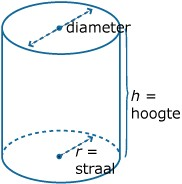 diameter
h =
hoogte
r =
straal